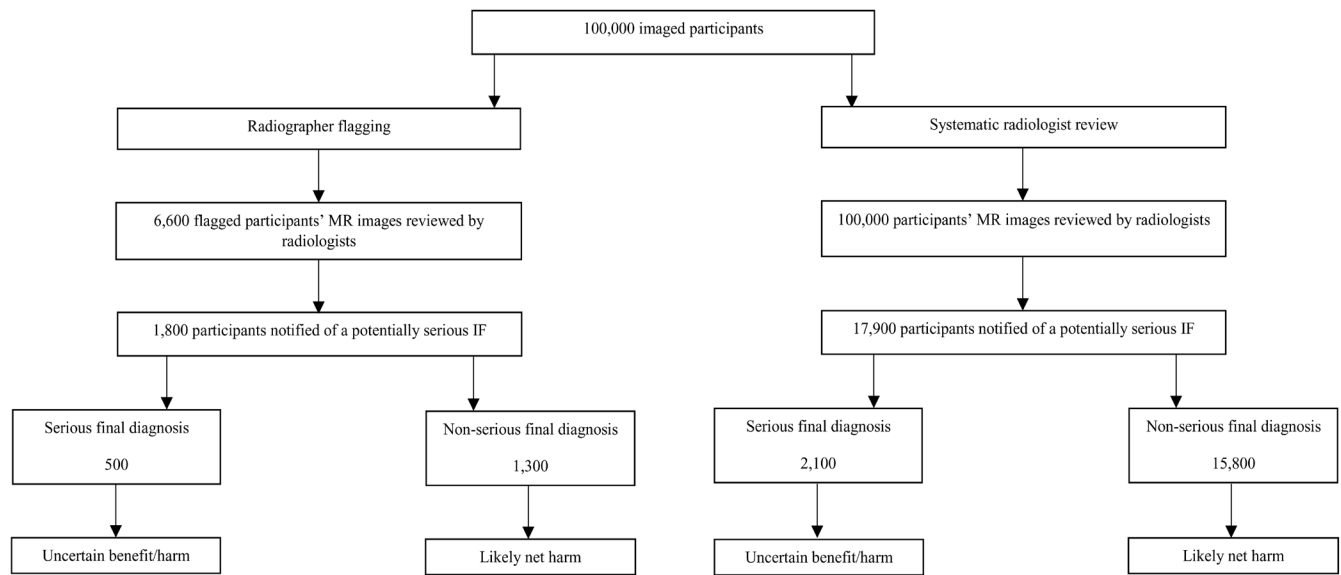 100,000 imaged participants
Radiographer flagging
Systematic radiologist review
6,600 flagged participants’ MR images reviewed by
radiologists
100,000 participants’ MR images reviewed by radiologists
1,800 participants notified of a potentially serious IF
17,900 participants notified of a potentially serious IF
Serious final diagnosis
500
Non-serious final diagnosis
1,300
Serious final diagnosis
2,100
Non-serious final diagnosis
15,800
Uncertain benefit/harm
Likely net harm
Uncertain benefit/harm
Likely net harm